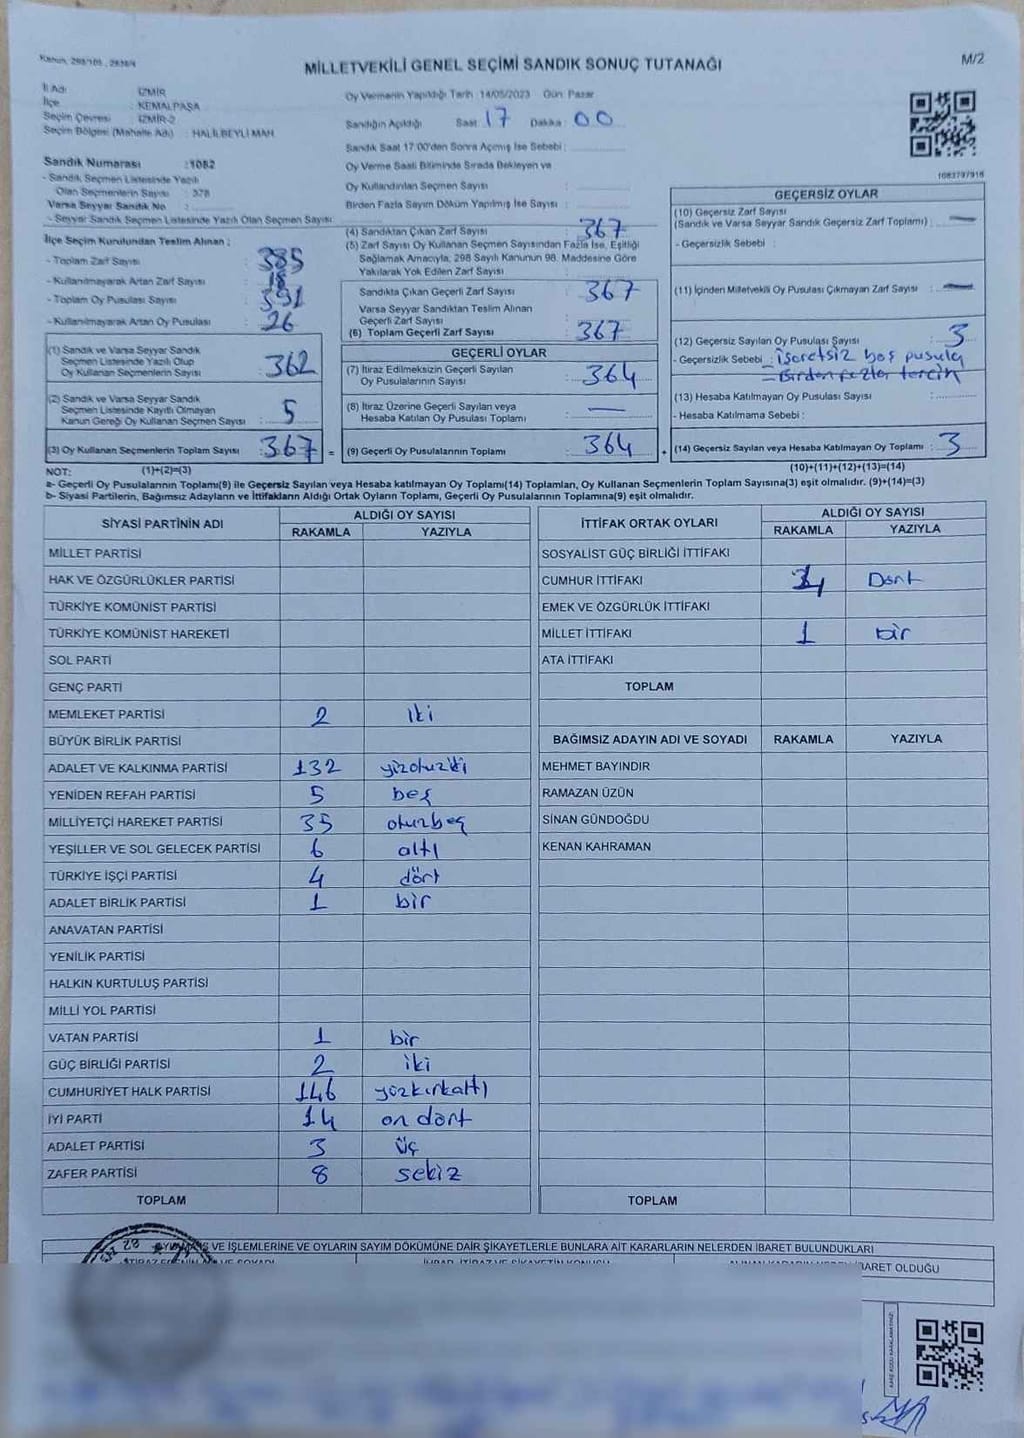 MİLLETVEKİLİ GENEL SEÇİMİ SANDIK SONUÇ TUTANAĞI
M/2
İl Adı : İZMİR
İlçe : KEMALPAŞA
Seçim Çevresi : İZMİR-2
Seçim Bölgesi (Mahalle Adı) : HALİLBEYLİ MAH.
Oy Vermenin Yapıldığı Tarih: 14/05/2023 Gün: Pazar
Sandığın Açıldığı Saat: 17 Dakika: 00
Sandık Saat 17:00'den Sonra Açılmış İse Sebebi :
Oy Verme Saati Bitiminde Sırada Bekleyen ve
Oy Kullandırılan Seçmen Sayısı :
Birden Fazla Sayım Döküm Yapılmış İse Sayısı :
1083797916
Sandık Numarası : 1082
- Sandık Seçmen Listesinde Yazılı
Olan Seçmenlerin Sayısı : 378
Varsa Seyyar Sandık No :
- Seyyar Sandık Seçmen Listesinde Yazılı Olan Seçmen Sayısı:
İlçe Seçim Kurulundan Teslim Alınan :
- Toplam Zarf Sayısı : 385
- Kullanılmayarak Artan Zarf Sayısı : 18
- Toplam Oy Pusulası Sayısı : 391
- Kullanılmayarak Artan Oy Pusulası : 26
(1) Sandık ve Varsa Seyyar Sandık
Seçmen Listesinde Yazılı Olup
Oy Kullanan Seçmenlerin Sayısı : 362
(2) Sandık ve Varsa Seyyar Sandık
Seçmen Listesinde Kayıtlı Olmayan
Kanun Gereği Oy Kullanan Seçmen Sayısı : 5
(3) Oy Kullanan Seçmenlerin Toplam Sayısı : 367 =
(4) Sandıktan Çıkan Zarf Sayısı : 367
(5) Zarf Sayısı Oy Kullanan Seçmen Sayısından Fazla İse, Eşitliği
Sağlamak Amacıyla, 298 Sayılı Kanunun 98. Maddesine Göre
Yakılarak Yok Edilen Zarf Sayısı :
Sandıkta Çıkan Geçerli Zarf Sayısı : 367
Varsa Seyyar Sandıktan Teslim Alınan
Geçerli Zarf Sayısı :
(6) Toplam Geçerli Zarf Sayısı : 367
GEÇERLİ OYLAR
(7) İtiraz Edilmeksizin Geçerli Sayılan
Oy Pusulalarının Sayısı : 364
(8) İtiraz Üzerine Geçerli Sayılan veya
Hesaba Katılan Oy Pusulası Toplamı : —
(9) Geçerli Oy Pusulalarının Toplamı : 364 +
GEÇERSİZ OYLAR
(10) Geçersiz Zarf Sayısı
(Sandık ve Varsa Seyyar Sandık Geçersiz Zarf Toplamı) : —
- Geçersizlik Sebebi :
(11) İçinden Milletvekili Oy Pusulası Çıkmayan Zarf Sayısı : —
(12) Geçersiz Sayılan Oy Pusulası Sayısı : 3
- Geçersizlik Sebebi : - işaretsiz boş pusula
- Birden fazla tercih
(13) Hesaba Katılmayan Oy Pusulası Sayısı :
- Hesaba Katılmama Sebebi :
(14) Geçersiz Sayılan veya Hesaba Katılmayan Oy Toplamı : 3
NOT: (1)+(2)=(3) (10)+(11)+(12)+(13)=(14)
a- Geçerli Oy Pusulalarının Toplamı(9) ile Geçersiz Sayılan veya Hesaba katılmayan Oy Toplamı(14) Toplamları, Oy Kullanan Seçmenlerin Toplam Sayısına(3) eşit olmalıdır. (9)+(14)=(3)
b- Siyasi Partilerin, Bağımsız Adayların ve İttifakların Aldığı Ortak Oyların Toplamı, Geçerli Oy Pusulalarının Toplamına(9) eşit olmalıdır.
SİYASİ PARTİNİN ADI ALDIĞI OY SAYISI
RAKAMLA YAZIYLA
MİLLET PARTİSİ
HAK VE ÖZGÜRLÜKLER PARTİSİ
TÜRKİYE KOMÜNİST PARTİSİ
TÜRKİYE KOMÜNİST HAREKETİ
SOL PARTİ
GENÇ PARTİ
MEMLEKET PARTİSİ 2 iki
BÜYÜK BİRLİK PARTİSİ
ADALET VE KALKINMA PARTİSİ 132 yüzotuziki
YENİDEN REFAH PARTİSİ 5 beş
MİLLİYETÇİ HAREKET PARTİSİ 35 otuzbeş
YEŞİLLER VE SOL GELECEK PARTİSİ 6 altı
TÜRKİYE İŞÇİ PARTİSİ 4 dört
ADALET BİRLİK PARTİSİ 1 bir
ANAVATAN PARTİSİ
YENİLİK PARTİSİ
HALKIN KURTULUŞ PARTİSİ
MİLLİ YOL PARTİSİ
VATAN PARTİSİ 1 bir
GÜÇ BİRLİĞİ PARTİSİ 2 iki
CUMHURİYET HALK PARTİSİ 146 yüzkırkaltı
İYİ PARTİ 14 on dört
ADALET PARTİSİ 3 üç
ZAFER PARTİSİ 8 sekiz
TOPLAM
İTTİFAK ORTAK OYLARI ALDIĞI OY SAYISI
RAKAMLA YAZIYLA
SOSYALİST GÜÇ BİRLİĞİ İTTİFAKI
CUMHUR İTTİFAKI 4 Dört
EMEK VE ÖZGÜRLÜK İTTİFAKI
MİLLET İTTİFAKI 1 bir
ATA İTTİFAKI
TOPLAM
BAĞIMSIZ ADAYIN ADI VE SOYADI RAKAMLA YAZIYLA
MEHMET BAYINDIR
RAMAZAN ÜZÜN
SİNAN GÜNDOĞDU
KENAN KAHRAMAN
TOPLAM
VE İŞLEMLERİNE VE OYLARIN SAYIM DÖKÜMÜNE DAİR ŞİKAYETLERLE BUNLARA AİT KARARLARIN NELERDEN İBARET BULUNDUKLARI
İBARET OLDUĞU